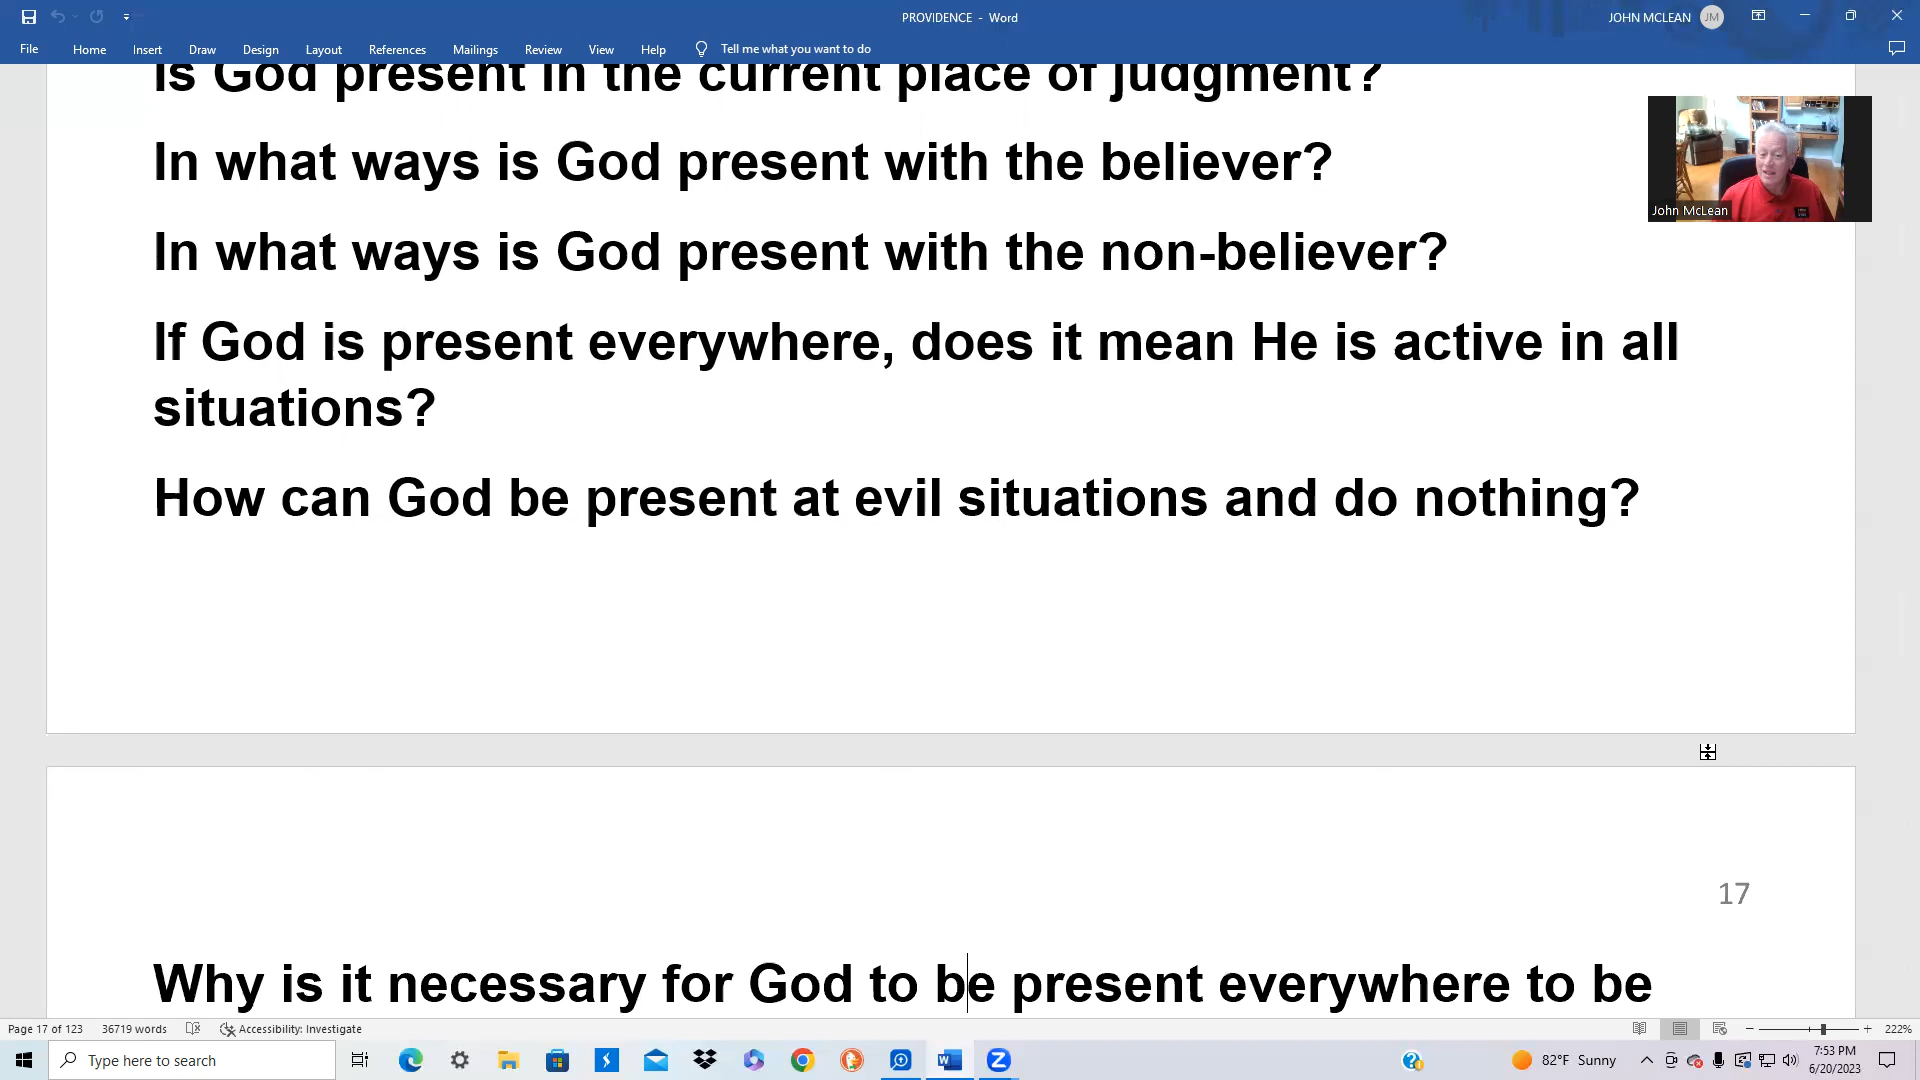 PROVIDENCE - Word
JOHN MCLEAN JM
File Home Insert Draw Design Layout References Mailings Review View Help Tell me what you want to do
Is God present in the current place of judgment?
In what ways is God present with the believer?
John McLean
In what ways is God present with the non-believer?
If God is present everywhere, does it mean He is active in all
situations?
How can God be present at evil situations and do nothing?
17
Why is it necessary for God to be present everywhere to be
Page 17 of 123 36719 words Accessibility: Investigate 222%
Type here to search
82°F Sunny
7:53 PM
6/20/2023